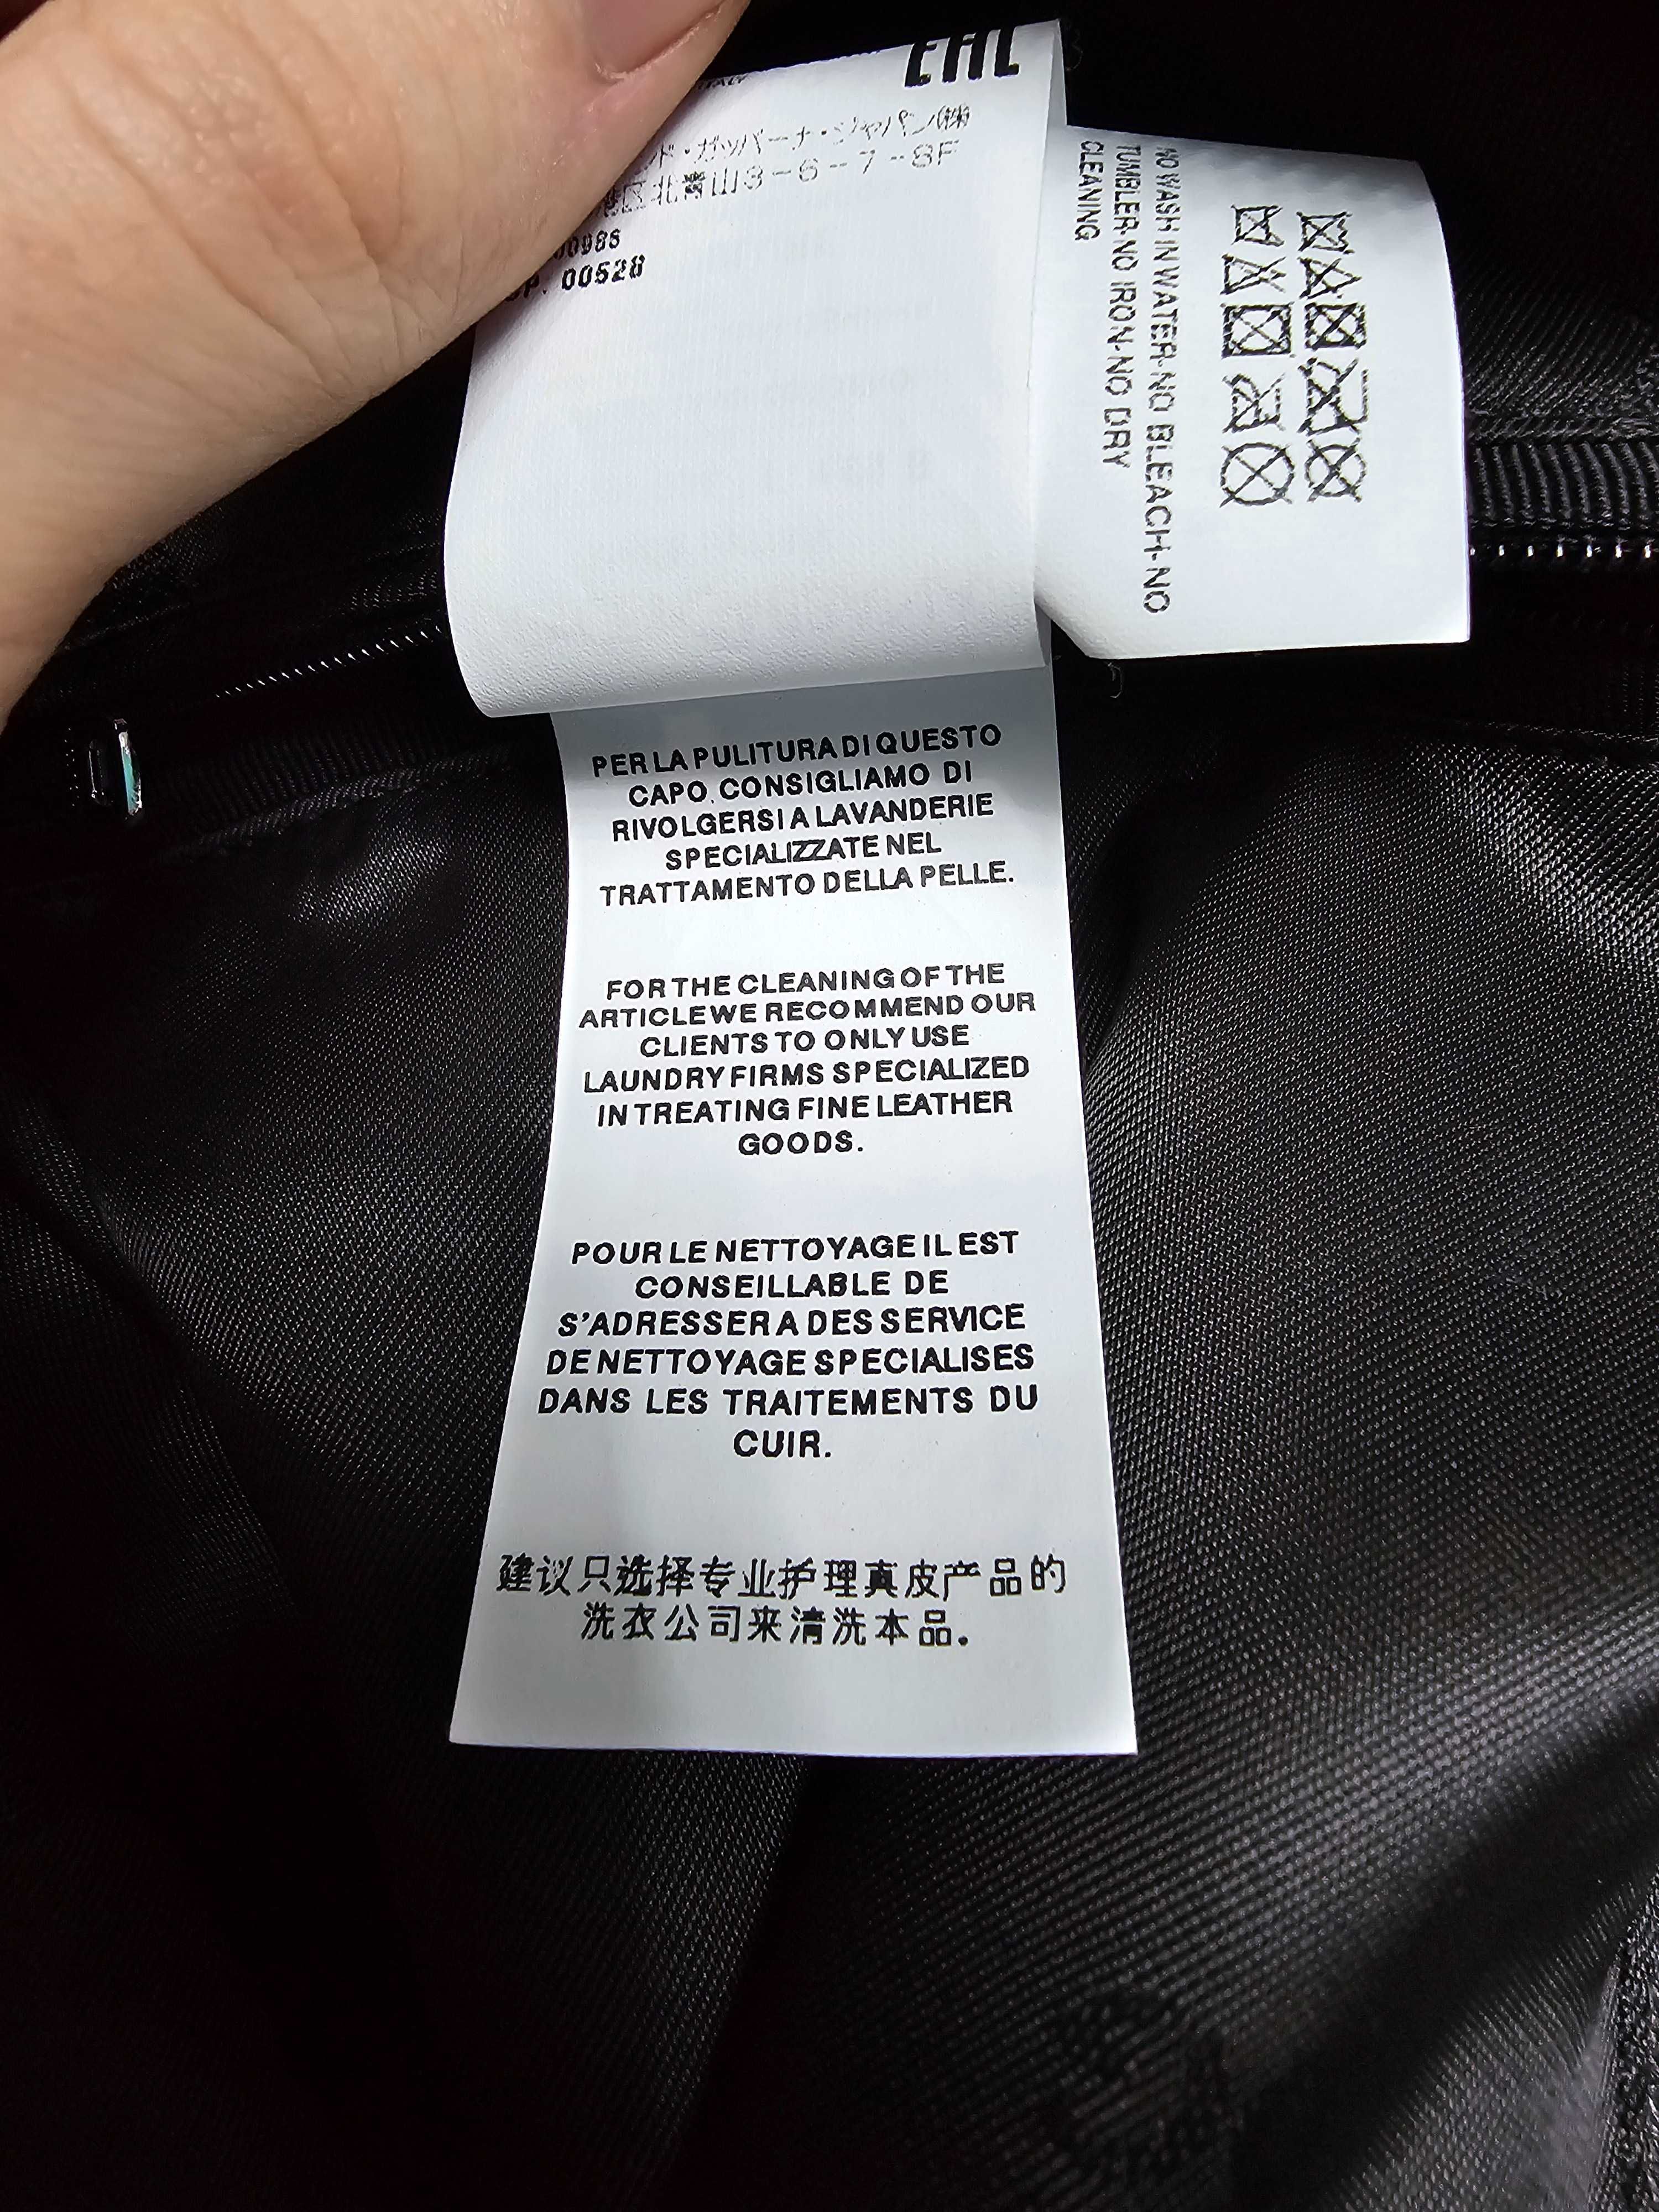 EAC
ITALY
ド・ガッバーナ・ジャパン(株)
区北青山3-6-7-8F
00528
NO WASH IN WATER-NO BLEACH-NO
TUMBLER-NO IRON-NO DRY
CLEANING
PER LA PULITURA DI QUESTO
CAPO, CONSIGLIAMO DI
RIVOLGERSI A LAVANDERIE
SPECIALIZZATE NEL
TRATTAMENTO DELLA PELLE.
FOR THE CLEANING OF THE
ARTICLE WE RECOMMEND OUR
CLIENTS TO ONLY USE
LAUNDRY FIRMS SPECIALIZED
IN TREATING FINE LEATHER
GOODS.
POUR LE NETTOYAGE IL EST
CONSEILLABLE DE
S'ADRESSER A DES SERVICE
DE NETTOYAGE SPECIALISES
DANS LES TRAITEMENTS DU
CUIR.
建议只选择专业护理真皮产品的
洗衣公司来清洗本品。